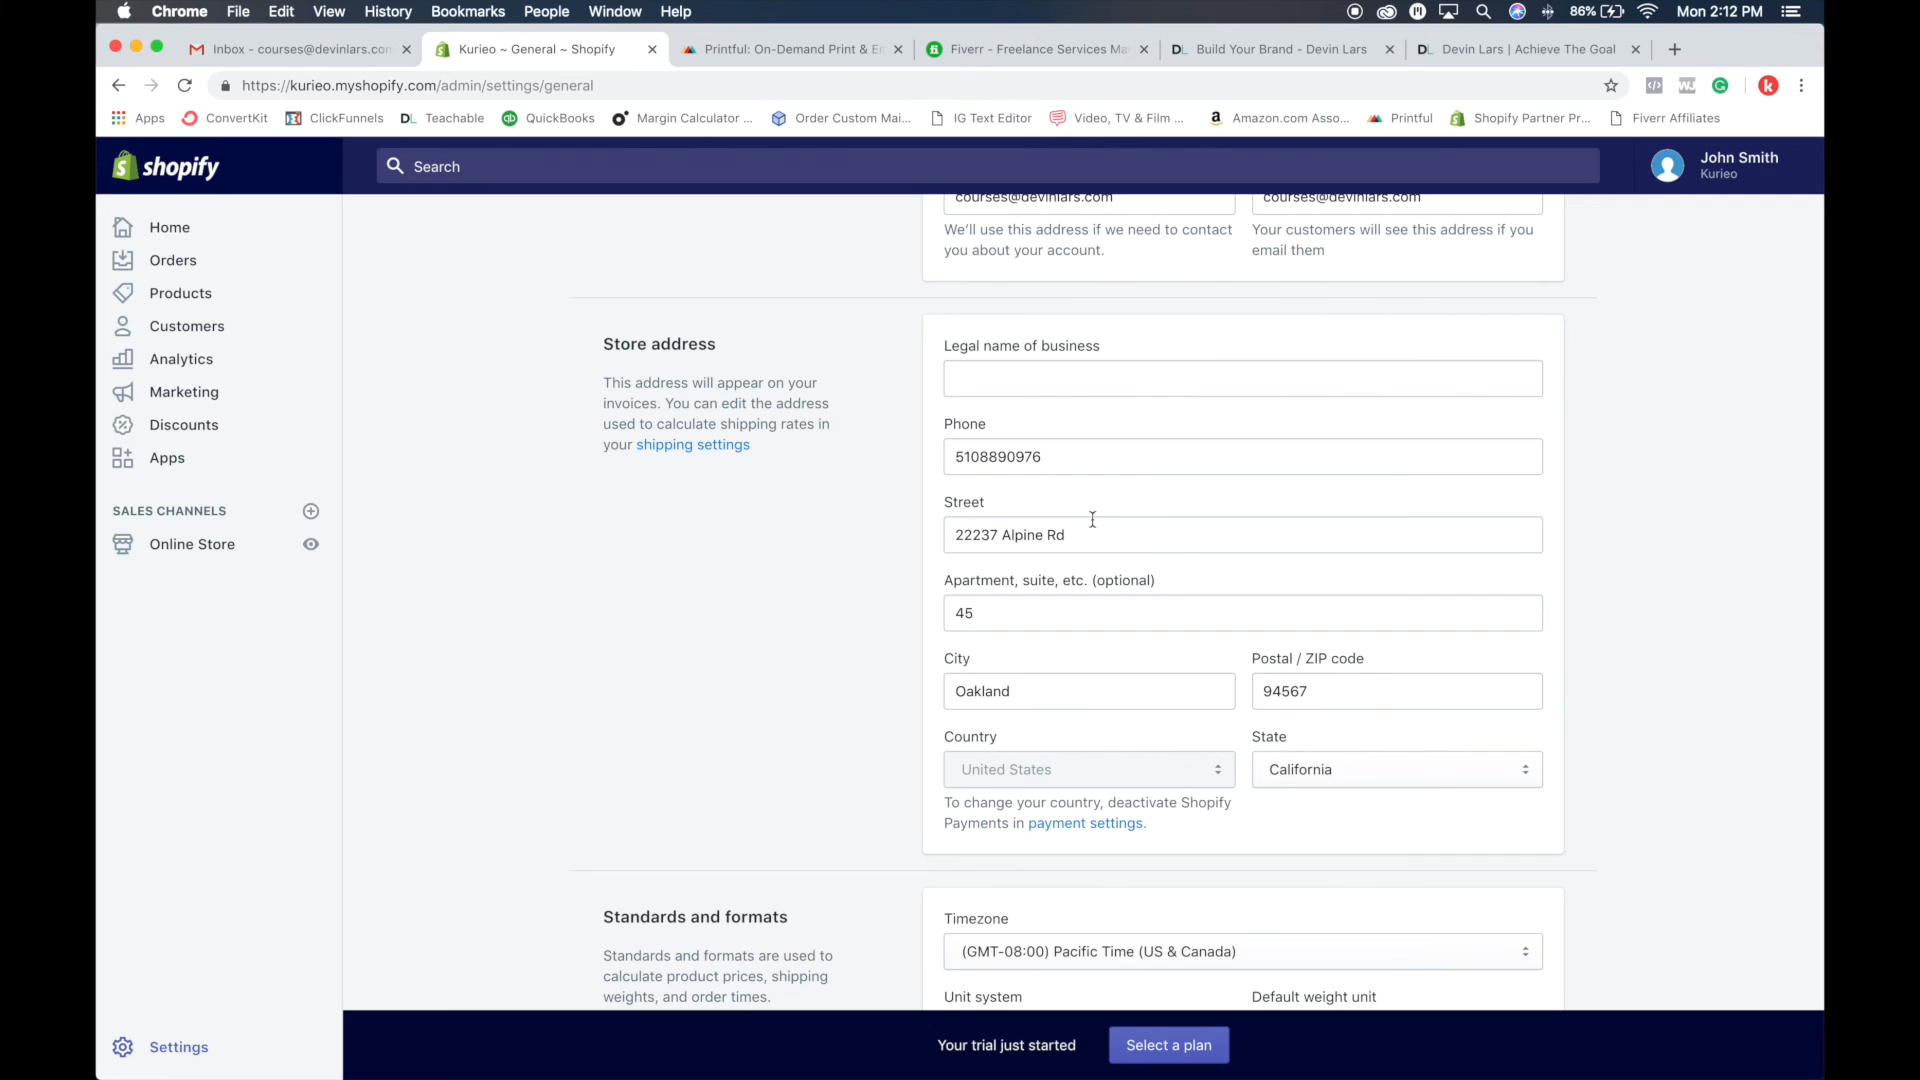 Chrome File Edit View History Bookmarks People Window Help 86% Mon 2:12 PM
Inbox - courses@devinlars.con Kurieo ~ General ~ Shopify Printful: On-Demand Print & E Fiverr - Freelance Services Ma Build Your Brand - Devin Lars Devin Lars | Achieve The Goal
https://kurieo.myshopify.com/admin/settings/general k
Apps ConvertKit ClickFunnels DL Teachable QuickBooks Margin Calculator ... Order Custom Mai... IG Text Editor Video, TV & Film ... Amazon.com Asso... Printful Shopify Partner Pr... Fiverr Affiliates
shopify
Search
John Smith
Kurieo
Home
Orders
Products
Customers
Analytics
Marketing
Discounts
Apps
SALES CHANNELS
Online Store
Settings
courses@devinlars.com courses@devinlars.com
We'll use this address if we need to contact
you about your account.
Your customers will see this address if you
email them
Store address
This address will appear on your
invoices. You can edit the address
used to calculate shipping rates in
your shipping settings
Legal name of business
Phone
5108890976
Street
22237 Alpine Rd
Apartment, suite, etc. (optional)
45
City Postal / ZIP code
Oakland 94567
Country State
United States California
To change your country, deactivate Shopify
Payments in payment settings.
Standards and formats
Standards and formats are used to
calculate product prices, shipping
weights, and order times.
Timezone
(GMT-08:00) Pacific Time (US & Canada)
Unit system Default weight unit
Your trial just started Select a plan